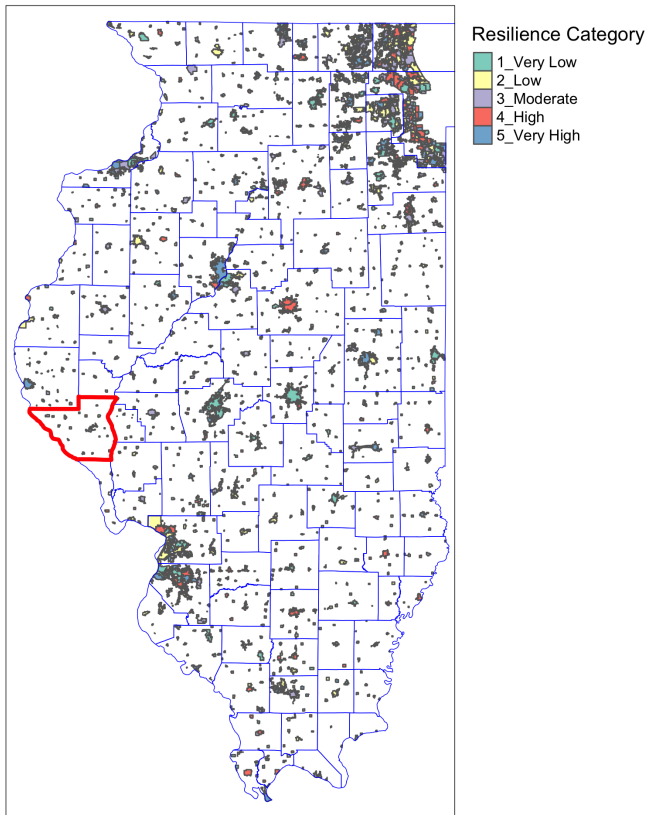 Resilience Category
1_Very Low
2_Low
3_Moderate
4_High
5_Very High